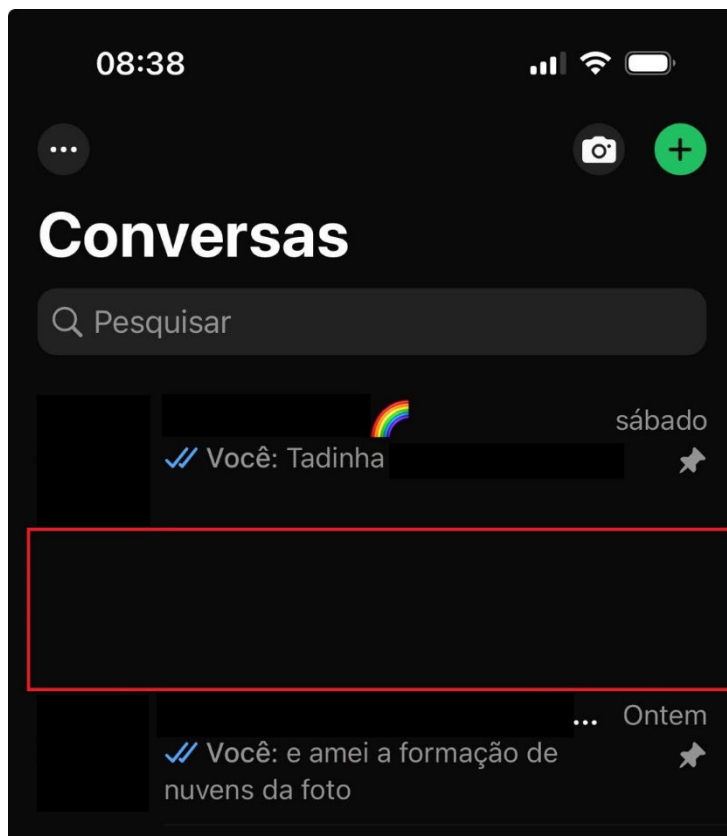 08:38
Conversas
Pesquisar
sábado
Você: Tadinha
... Ontem
Você: e amei a formação de
nuvens da foto